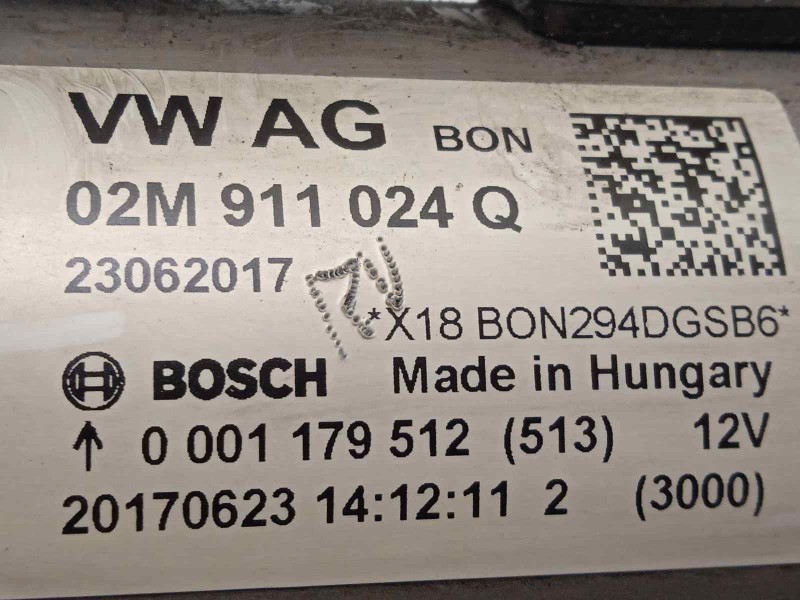 VW AG BON
02M 911 024 Q
23062017
*X18 BON294DGSB6*
BOSCH Made in Hungary
↑ 0 001 179 512 (513) 12V
20170623 14:12:11 2 (3000)